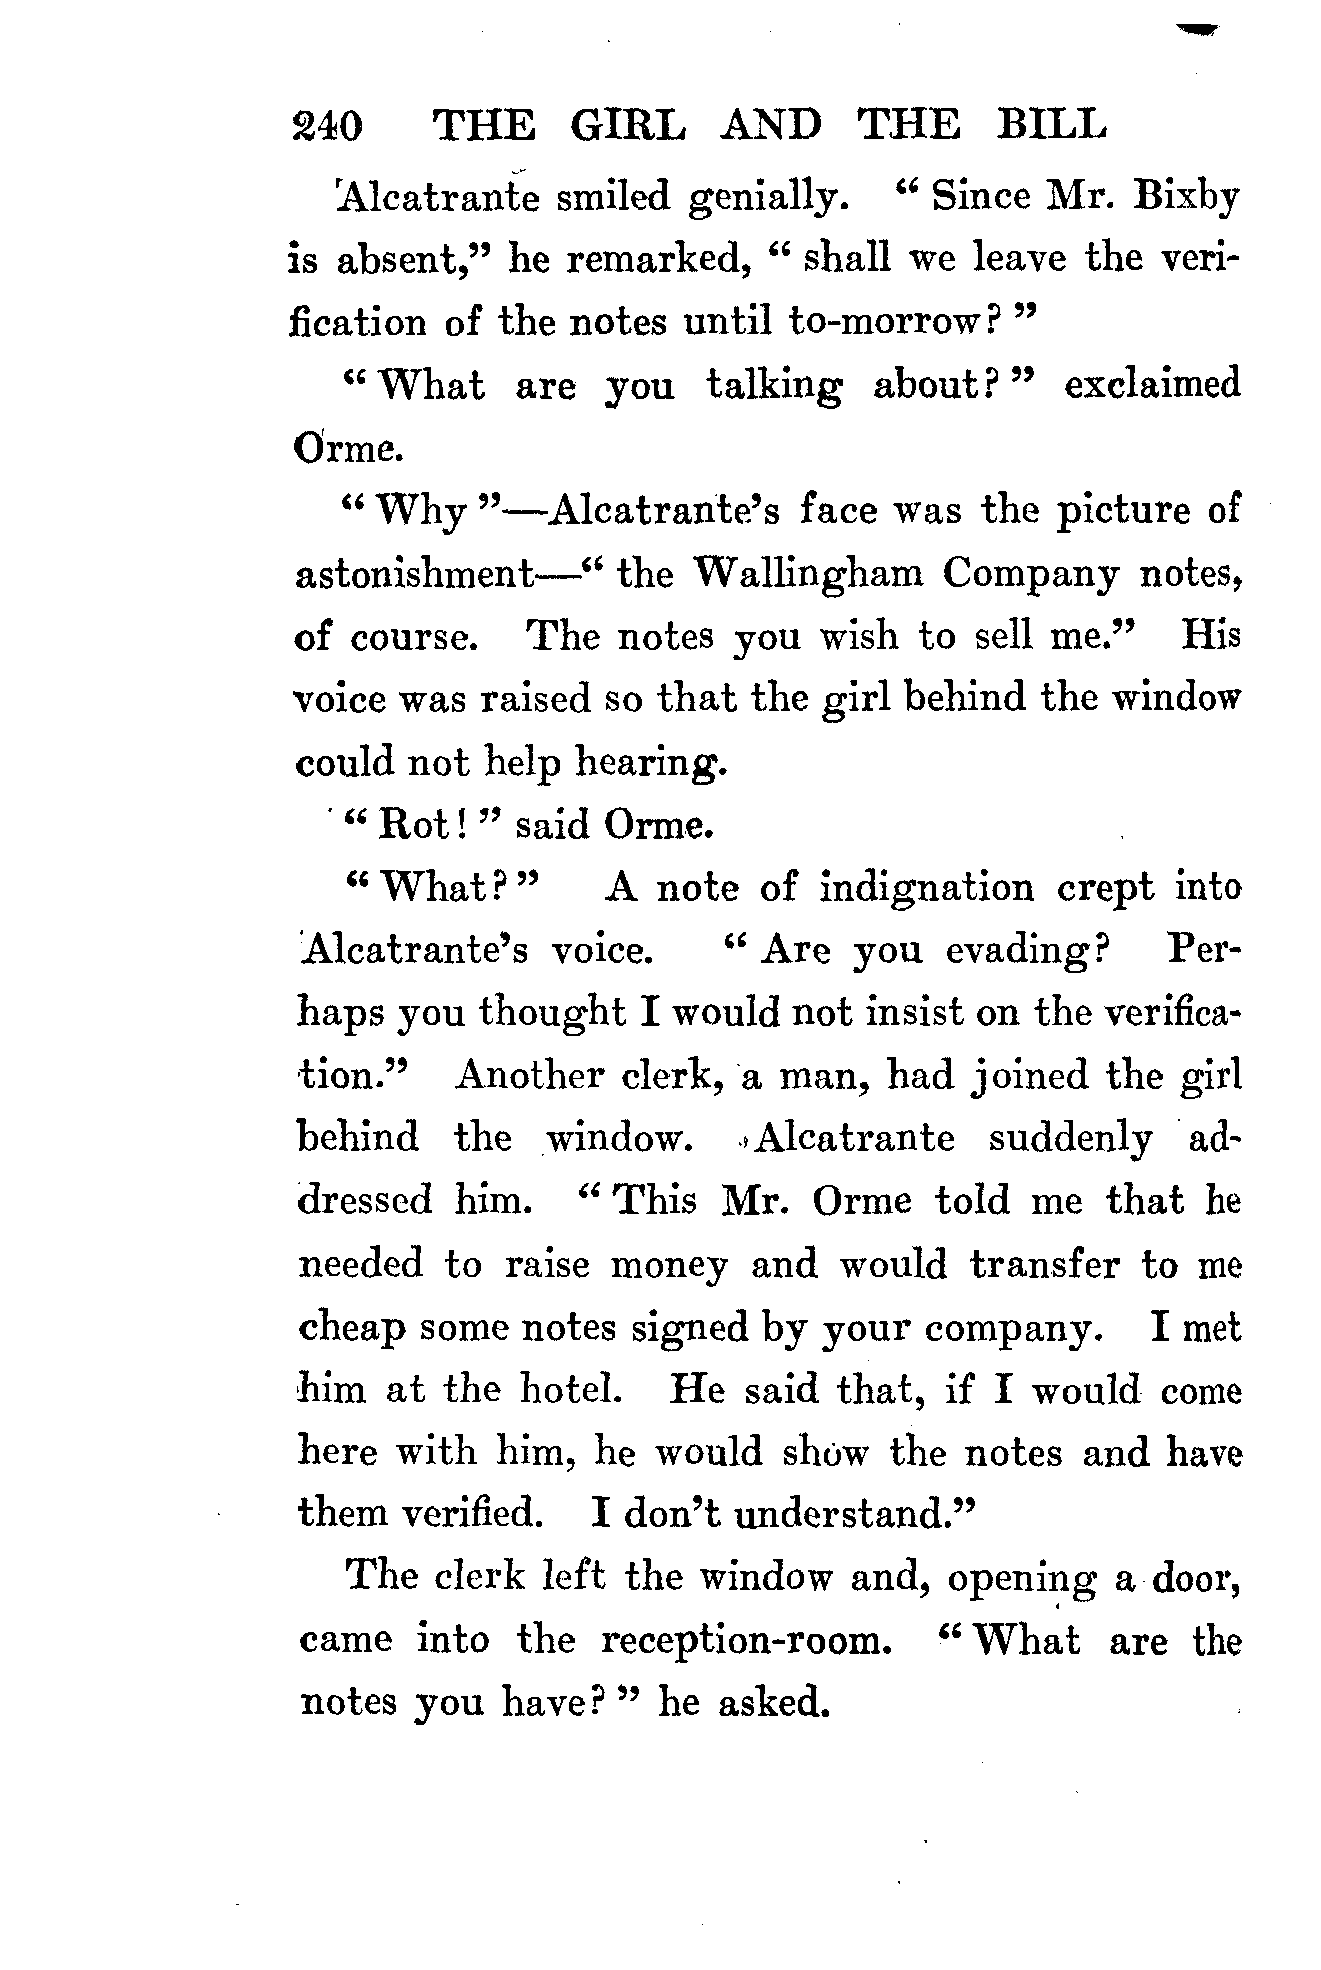 240 THE GIRL AND THE BILL
Alcatrante smiled genially. “Since Mr. Bixby
is absent,” he remarked, “shall we leave the veri-
fication of the notes until to-morrow?”
“What are you talking about?” exclaimed
Orme.
“Why”—Alcatrante’s face was the picture of
astonishment—“the Wallingham Company notes,
of course. The notes you wish to sell me.” His
voice was raised so that the girl behind the window
could not help hearing.
“Rot!” said Orme.
“What?” A note of indignation crept into
Alcatrante’s voice. “Are you evading? Per-
haps you thought I would not insist on the verifica-
tion.” Another clerk, a man, had joined the girl
behind the window. Alcatrante suddenly ad-
dressed him. “This Mr. Orme told me that he
needed to raise money and would transfer to me
cheap some notes signed by your company. I met
him at the hotel. He said that, if I would come
here with him, he would show the notes and have
them verified. I don’t understand.”
The clerk left the window and, opening a door,
came into the reception-room. “What are the
notes you have?” he asked.